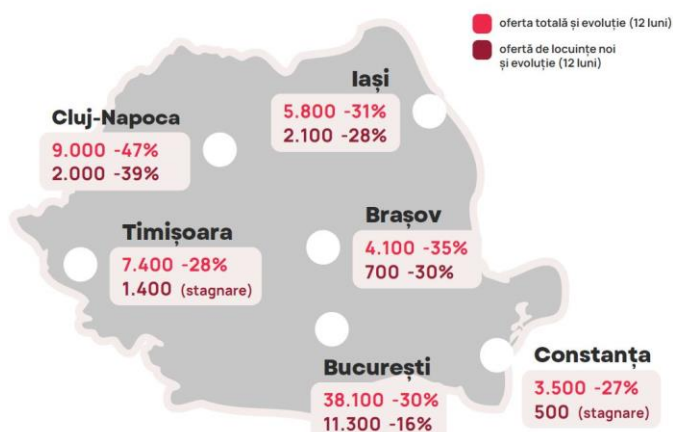 oferta totală și evoluție (12 luni)
ofertă de locuințe noi
și evoluție (12 luni)
Iași
5.800 -31%
2.100 -28%
Cluj-Napoca
9.000 -47%
2.000 -39%
Brașov
4.100 -35%
700 -30%
Timișoara
7.400 -28%
1.400 (stagnare)
București
38.100 -30%
11.300 -16%
Constanța
3.500 -27%
500 (stagnare)